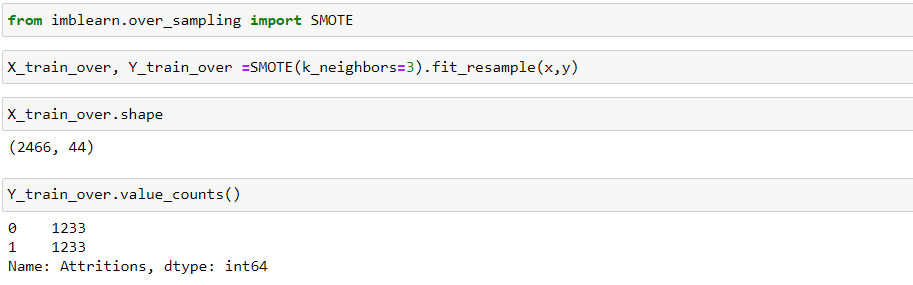 from imblearn.over_sampling import SMOTE
X_train_over, Y_train_over =SMOTE(k_neighbors=3).fit_resample(x,y)
X_train_over.shape
(2466, 44)
Y_train_over.value_counts()
0    1233
1    1233
Name: Attritions, dtype: int64